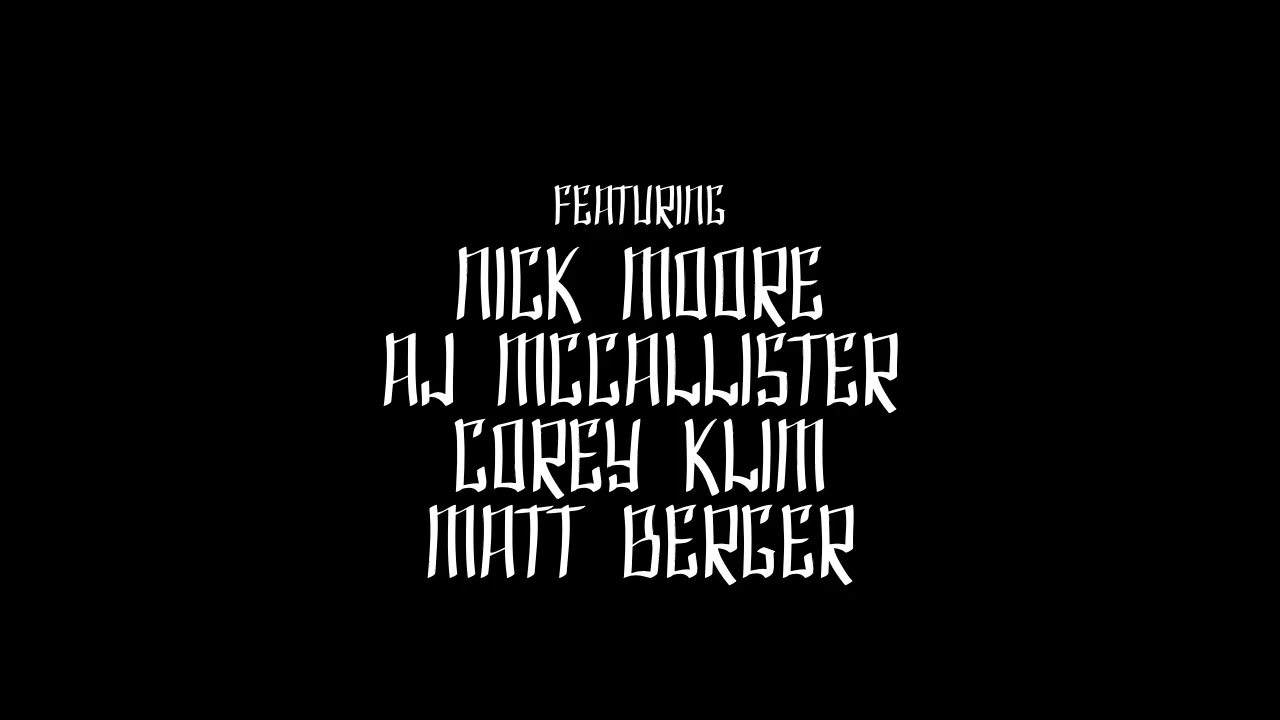 FEATURING
NICK MOORE
AJ MCCALLISTER
COREY KLIM
MATT BERGER